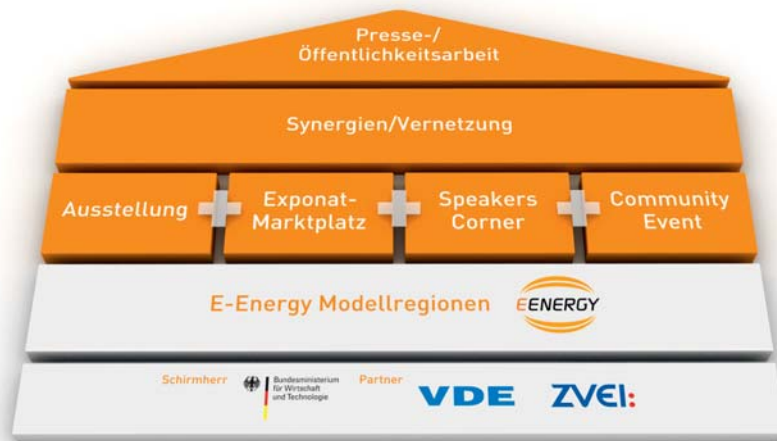 Presse-/
Öffentlichkeitsarbeit
Synergien/Vernetzung
Ausstellung
Exponat-
Marktplatz
Speakers
Corner
Community
Event
E-Energy Modellregionen
EENERGY
Schirmherr
Bundesministerium
für Wirtschaft
und Technologie
Partner
VDE
ZVEI: